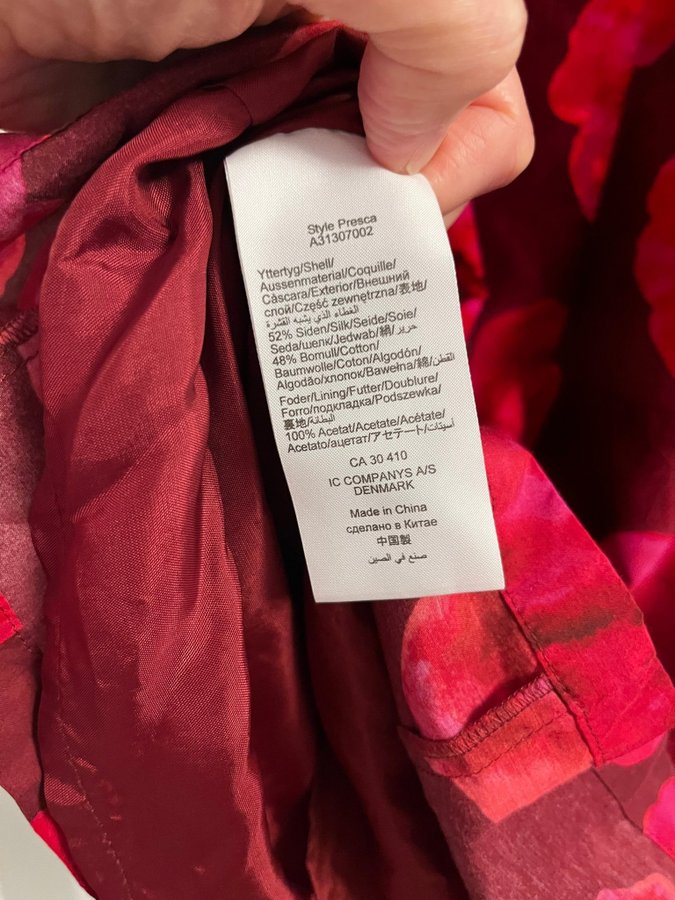 Style Presca
A31307002
Yttertyg/Shell/
Aussenmaterial/Coquille/
Cáscara/Exterior/Внешний
слой/Część zewnętrzna/表地/
الغطاء الذي يشبه القشرة
52% Siden/Silk/Seide/Soie/
Seda/шелк/Jedwab/絹/حرير
48% Bomull/Cotton/
Baumwolle/Coton/Algodón/
Algodão/хлопок/Bawełna/綿/القطن
Foder/Lining/Futter/Doublure/
Forro/подкладка/Podszewka/
裏地/البطانة
100% Acetat/Acetate/Acétate/
Acetato/ацетат/アセテート/أسيتات
CA 30 410
IC COMPANYS A/S
DENMARK
Made in China
сделано в Китае
中国製
صنع في الصين